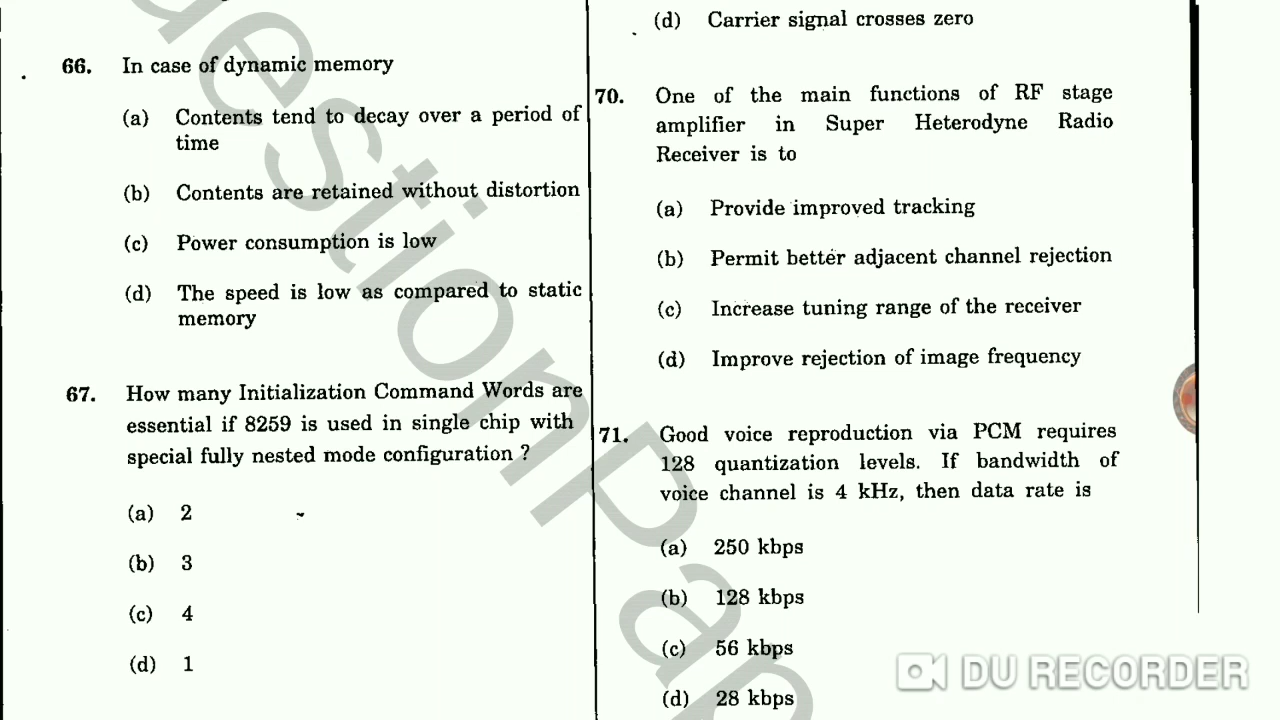 66. In case of dynamic memory
(a) Contents tend to decay over a period of
time
(b) Contents are retained without distortion
(c) Power consumption is low
(d) The speed is low as compared to static
memory
67. How many Initialization Command Words are
essential if 8259 is used in single chip with
special fully nested mode configuration ?
(a) 2
(b) 3
(c) 4
(d) 1
(d) Carrier signal crosses zero
70. One of the main functions of RF stage
amplifier in Super Heterodyne Radio
Receiver is to
(a) Provide improved tracking
(b) Permit better adjacent channel rejection
(c) Increase tuning range of the receiver
(d) Improve rejection of image frequency
71. Good voice reproduction via PCM requires
128 quantization levels. If bandwidth of
voice channel is 4 kHz, then data rate is
(a) 250 kbps
(b) 128 kbps
(c) 56 kbps
(d) 28 kbps
estionPap
DU RECORDER